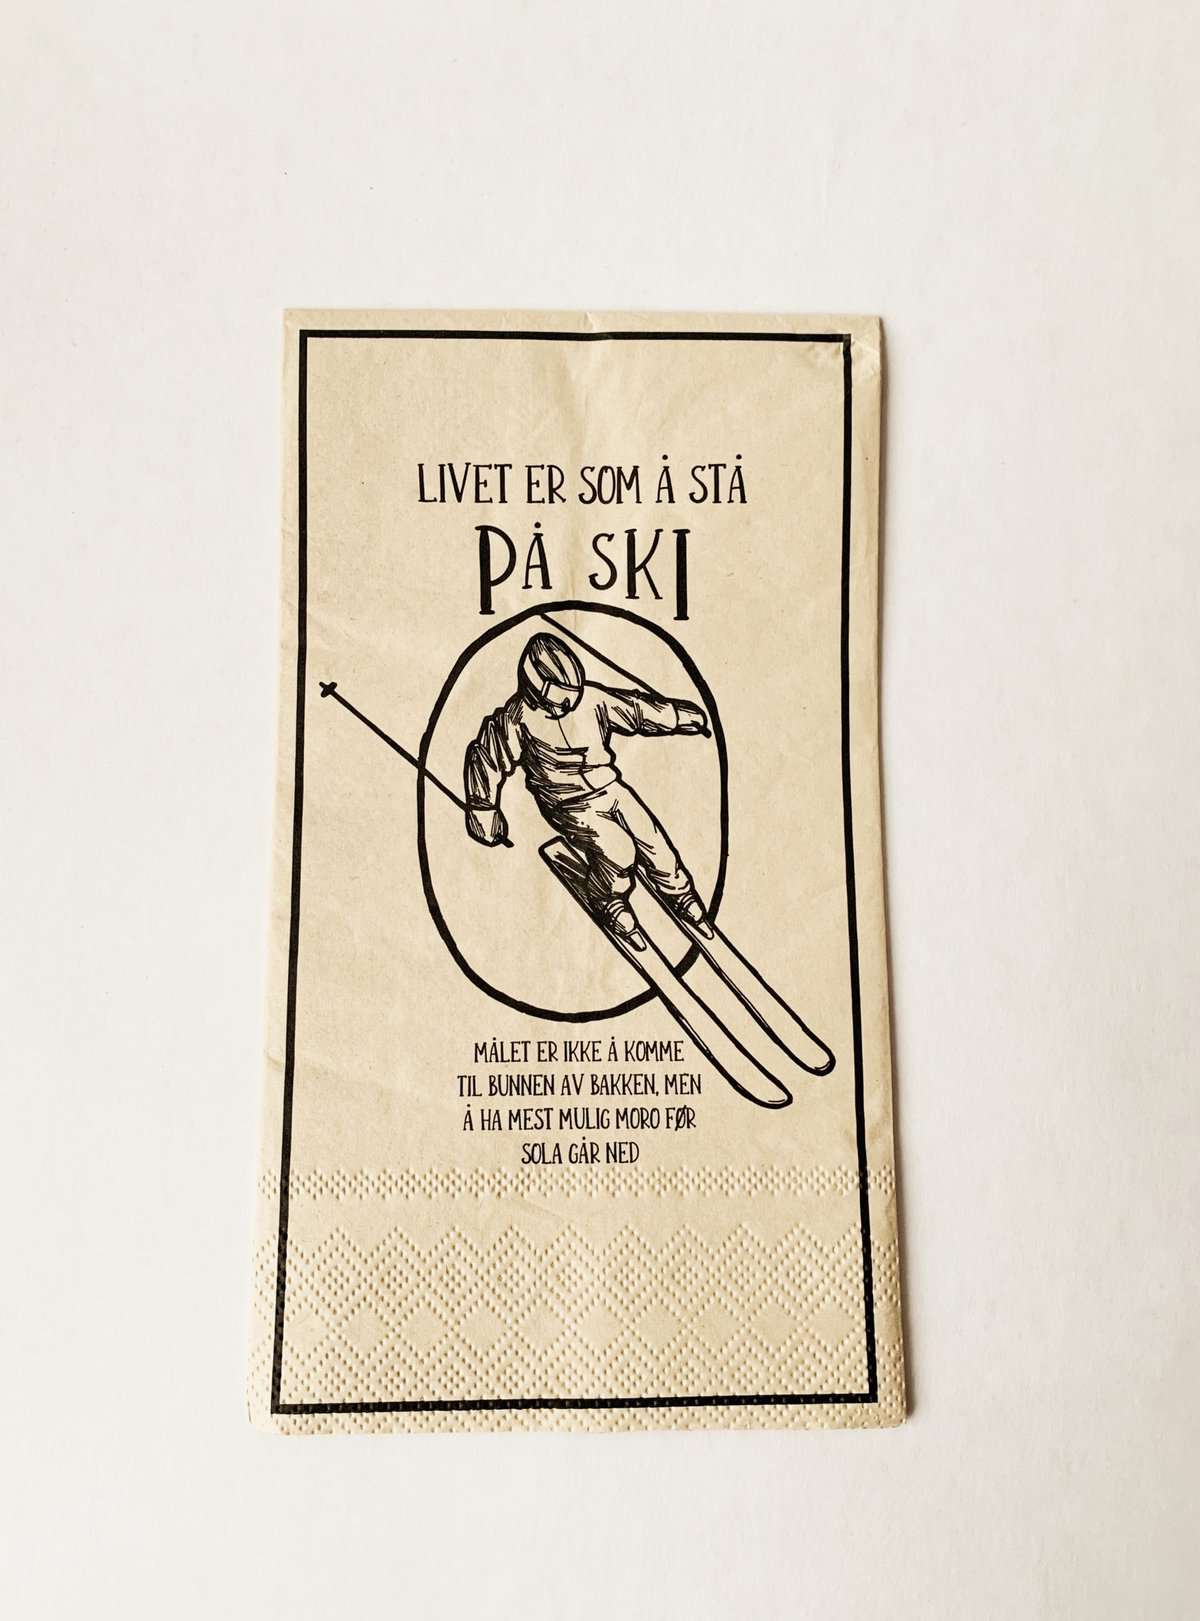 LIVET ER SOM Å STÅ
PÅ SKI
MÅLET ER IKKE Å KOMME
TIL BUNNEN AV BAKKEN, MEN
Å HA MEST MULIG MORO FØR
SOLA GÅR NED